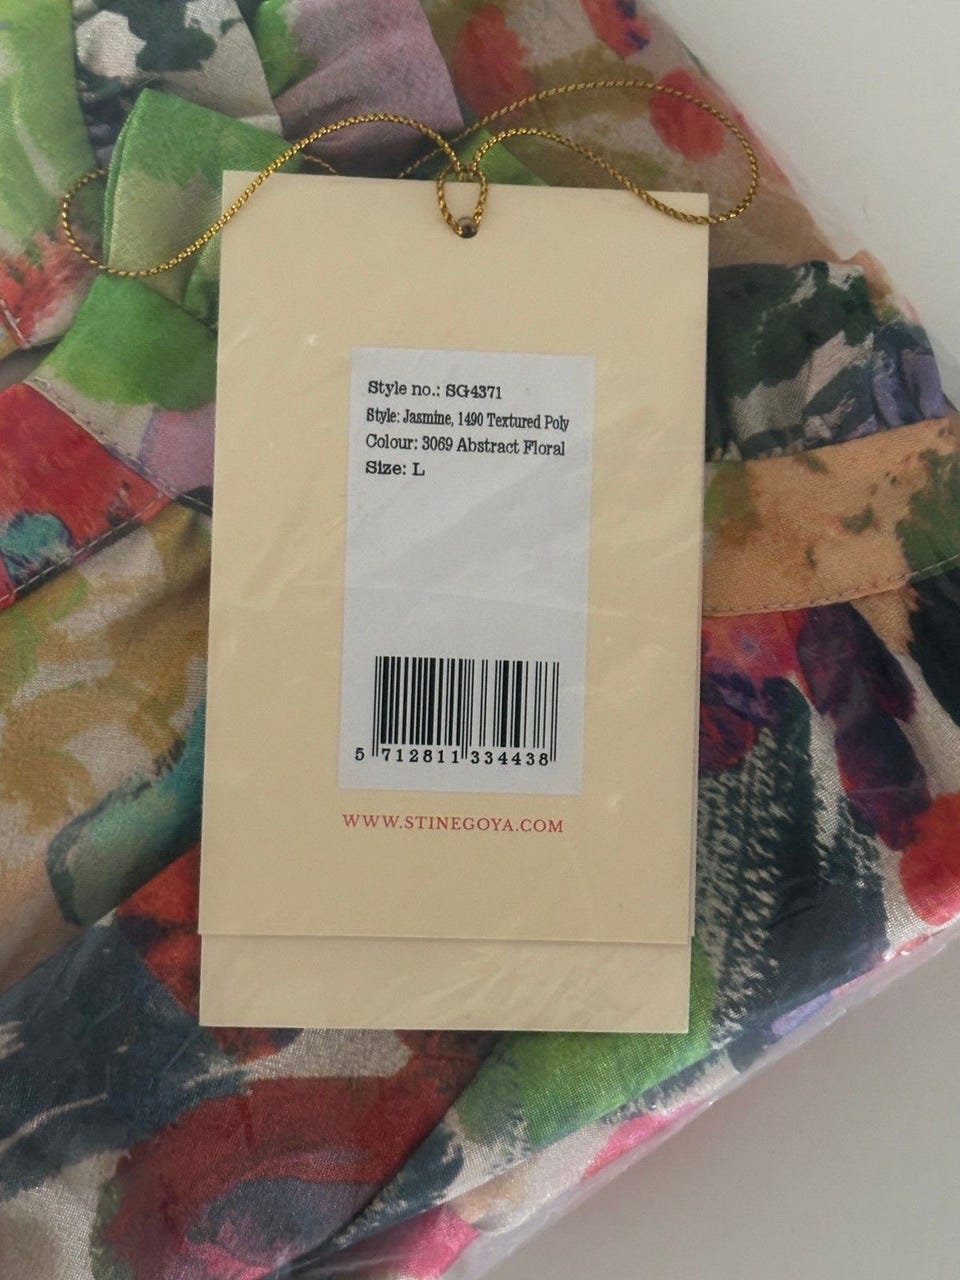 Style no.: SG4371
Style: Jasmine, 1490 Textured Poly
Colour: 3069 Abstract Floral
Size: L
5 712811 334438
WWW.STINEGOYA.COM